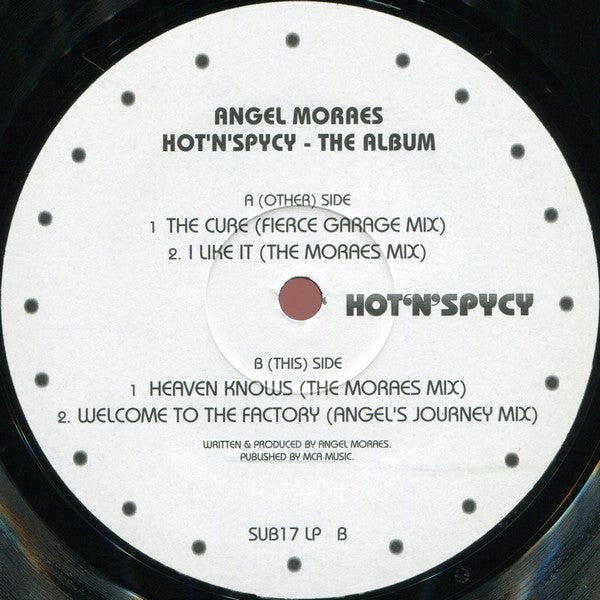 ANGEL MORAES
HOT'N'SPYCY - THE ALBUM
A (OTHER) SIDE
1 THE CURE (FIERCE GARAGE MIX)
2. I LIKE IT (THE MORAES MIX)
HOT'N'SPYCY
B (THIS) SIDE
1 HEAVEN KNOWS (THE MORAES MIX)
2. WELCOME TO THE FACTORY (ANGEL'S JOURNEY MIX)
WRITTEN & PRODUCED BY ANGEL MORAES.
PUBLISHED BY MCA MUSIC.
SUB17 LP B